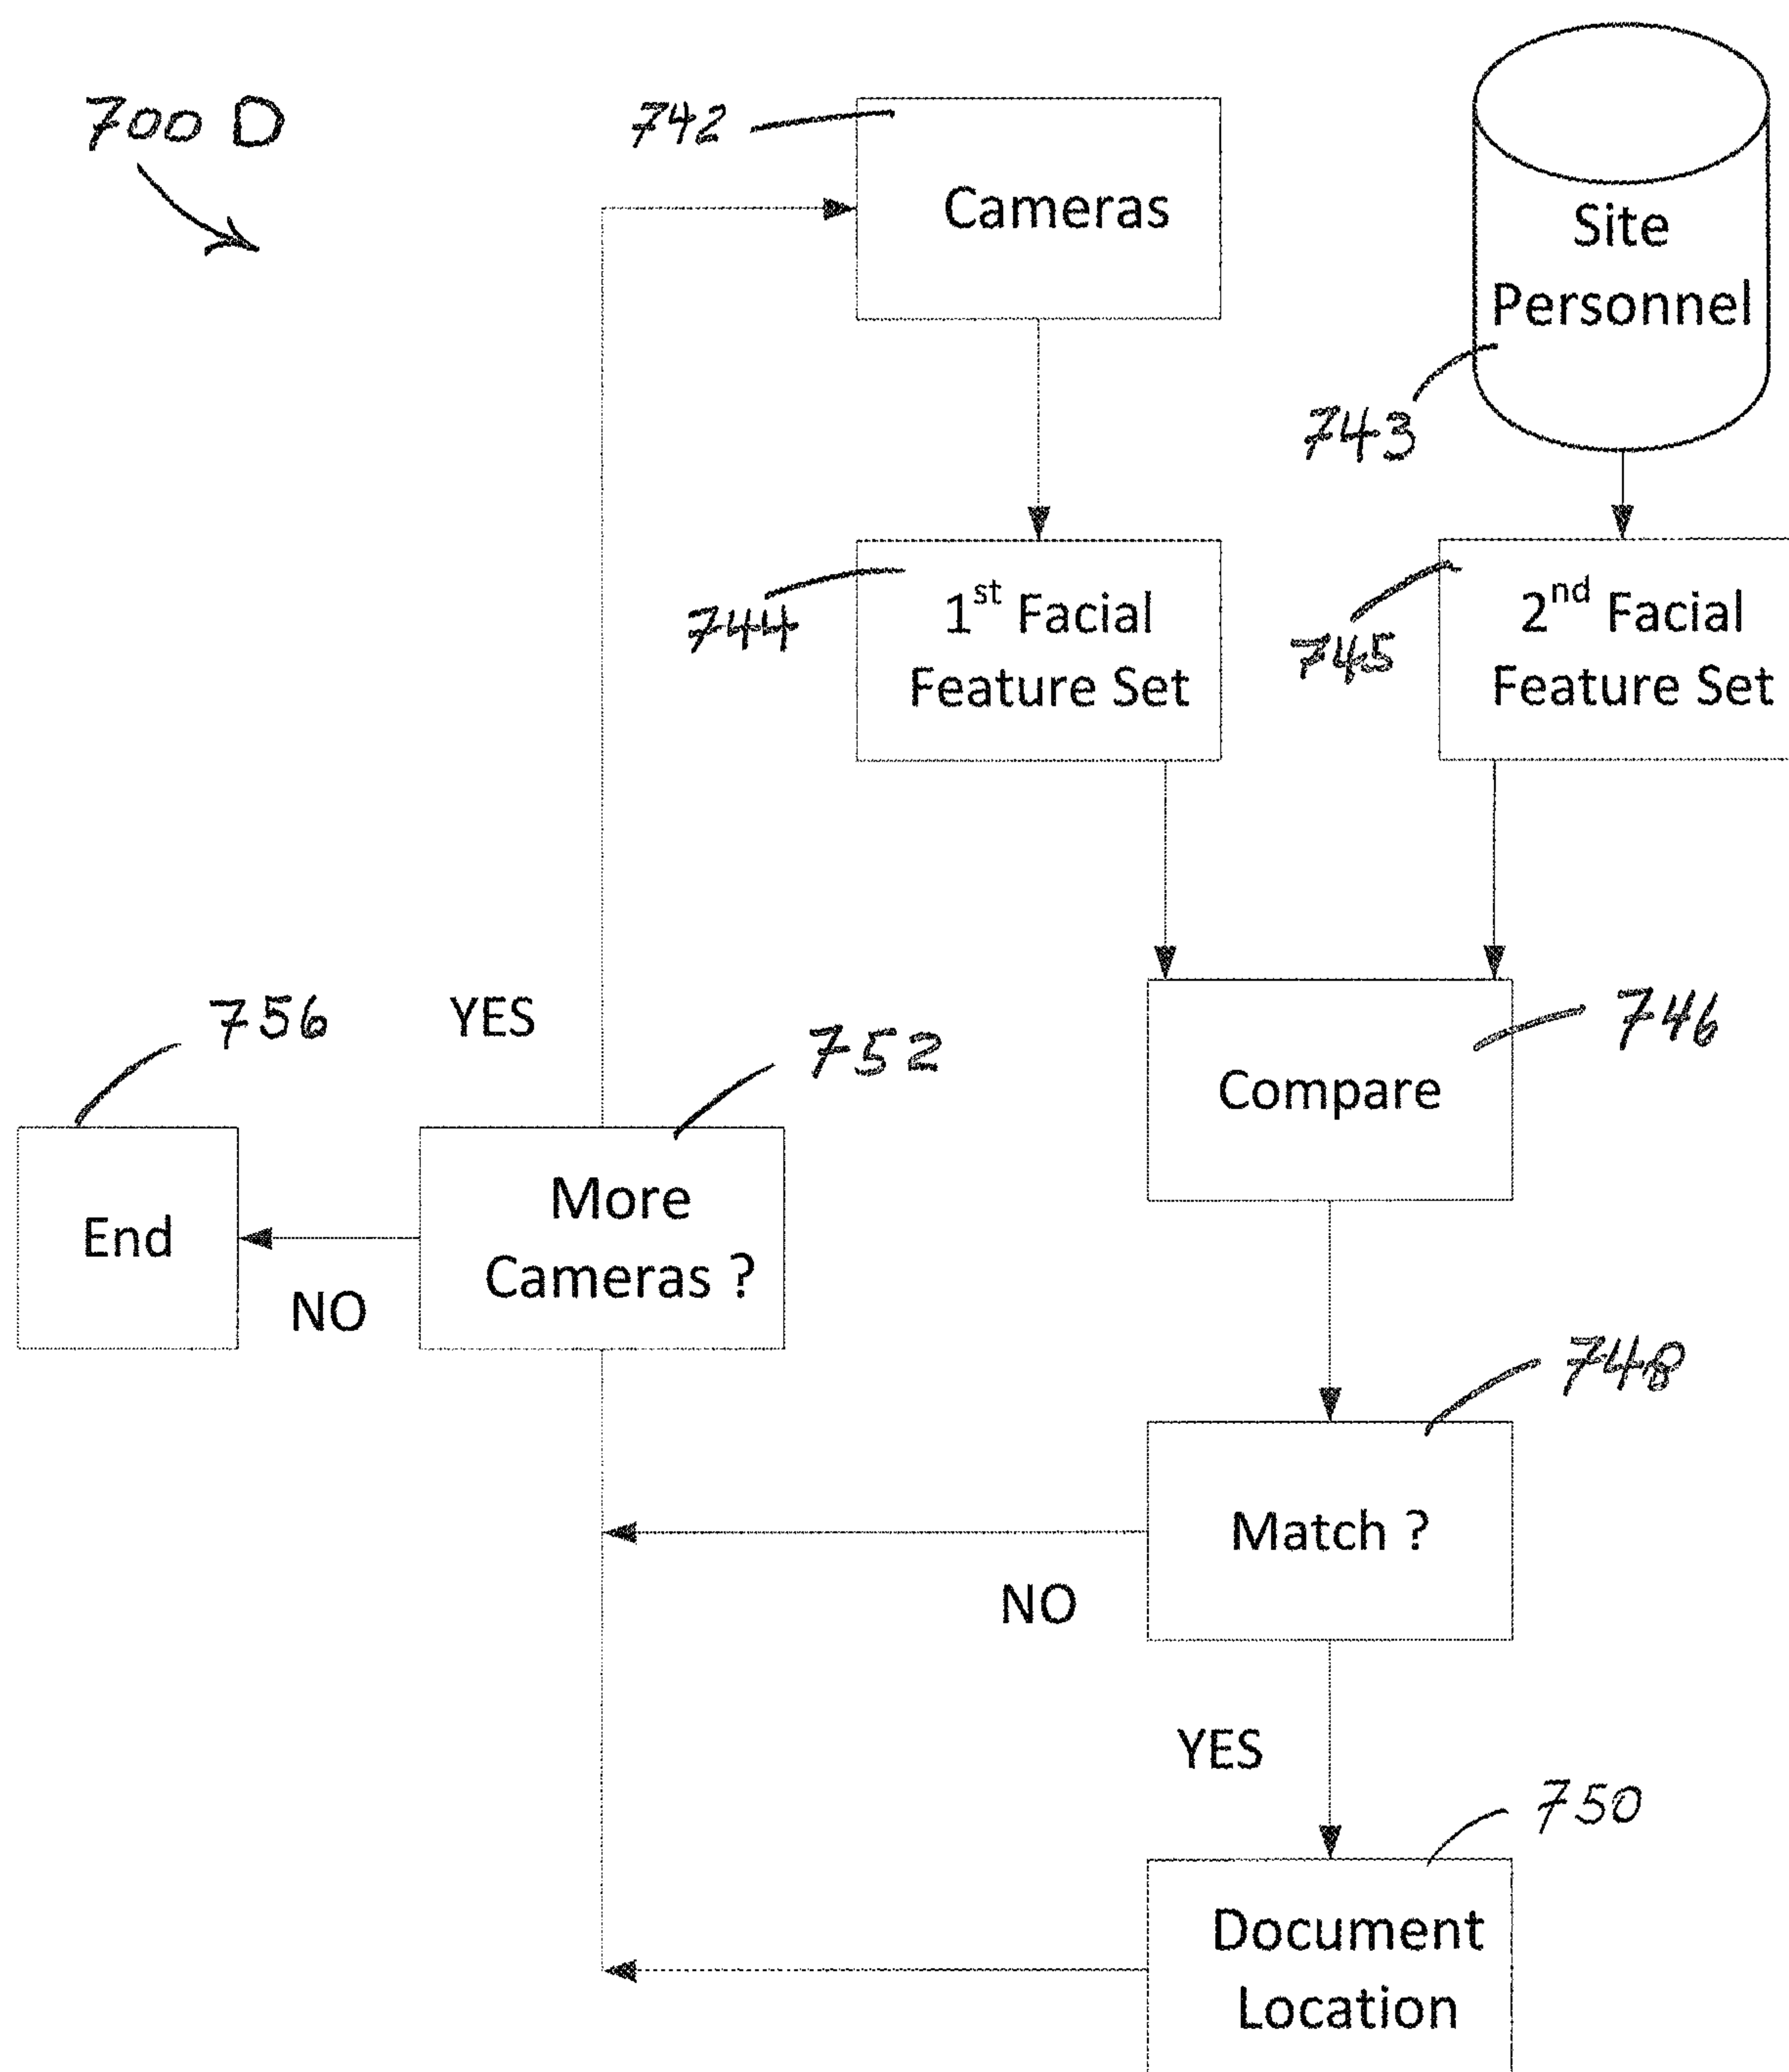 700 D
742
Cameras
Site
Personnel
743
744
1st Facial
Feature Set
745
2nd Facial
Feature Set
756
YES
752
746
Compare
End
NO
More
Cameras ?
748
Match ?
NO
YES
750
Document
Location